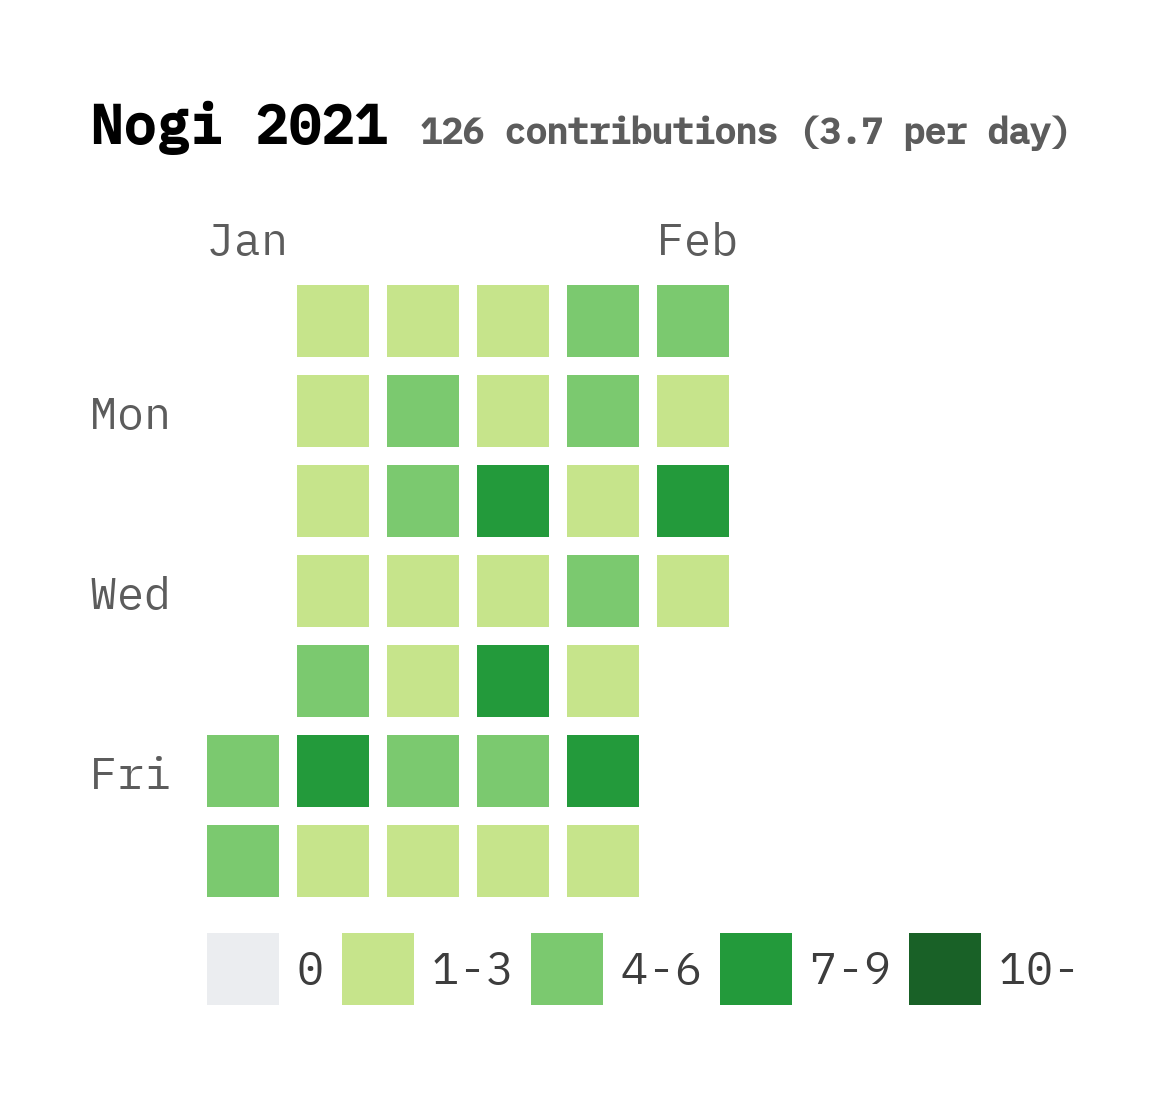 Nogi 2021 126 contributions (3.7 per day)
Jan Feb
Mon
Wed
Fri
0 1-3 4-6 7-9 10-